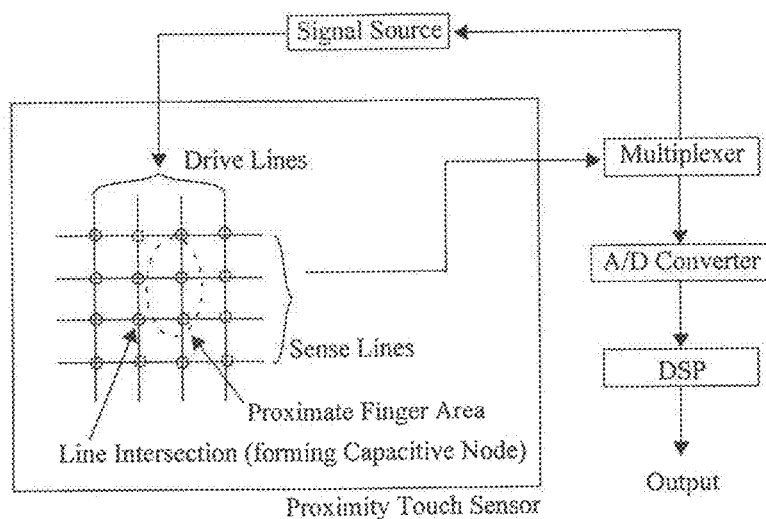 Signal Source
Drive Lines
Multiplexer
A/D Converter
Sense Lines
DSP
Proximate Finger Area
Line Intersection (forming Capacitive Node)
Output
Proximity Touch Sensor